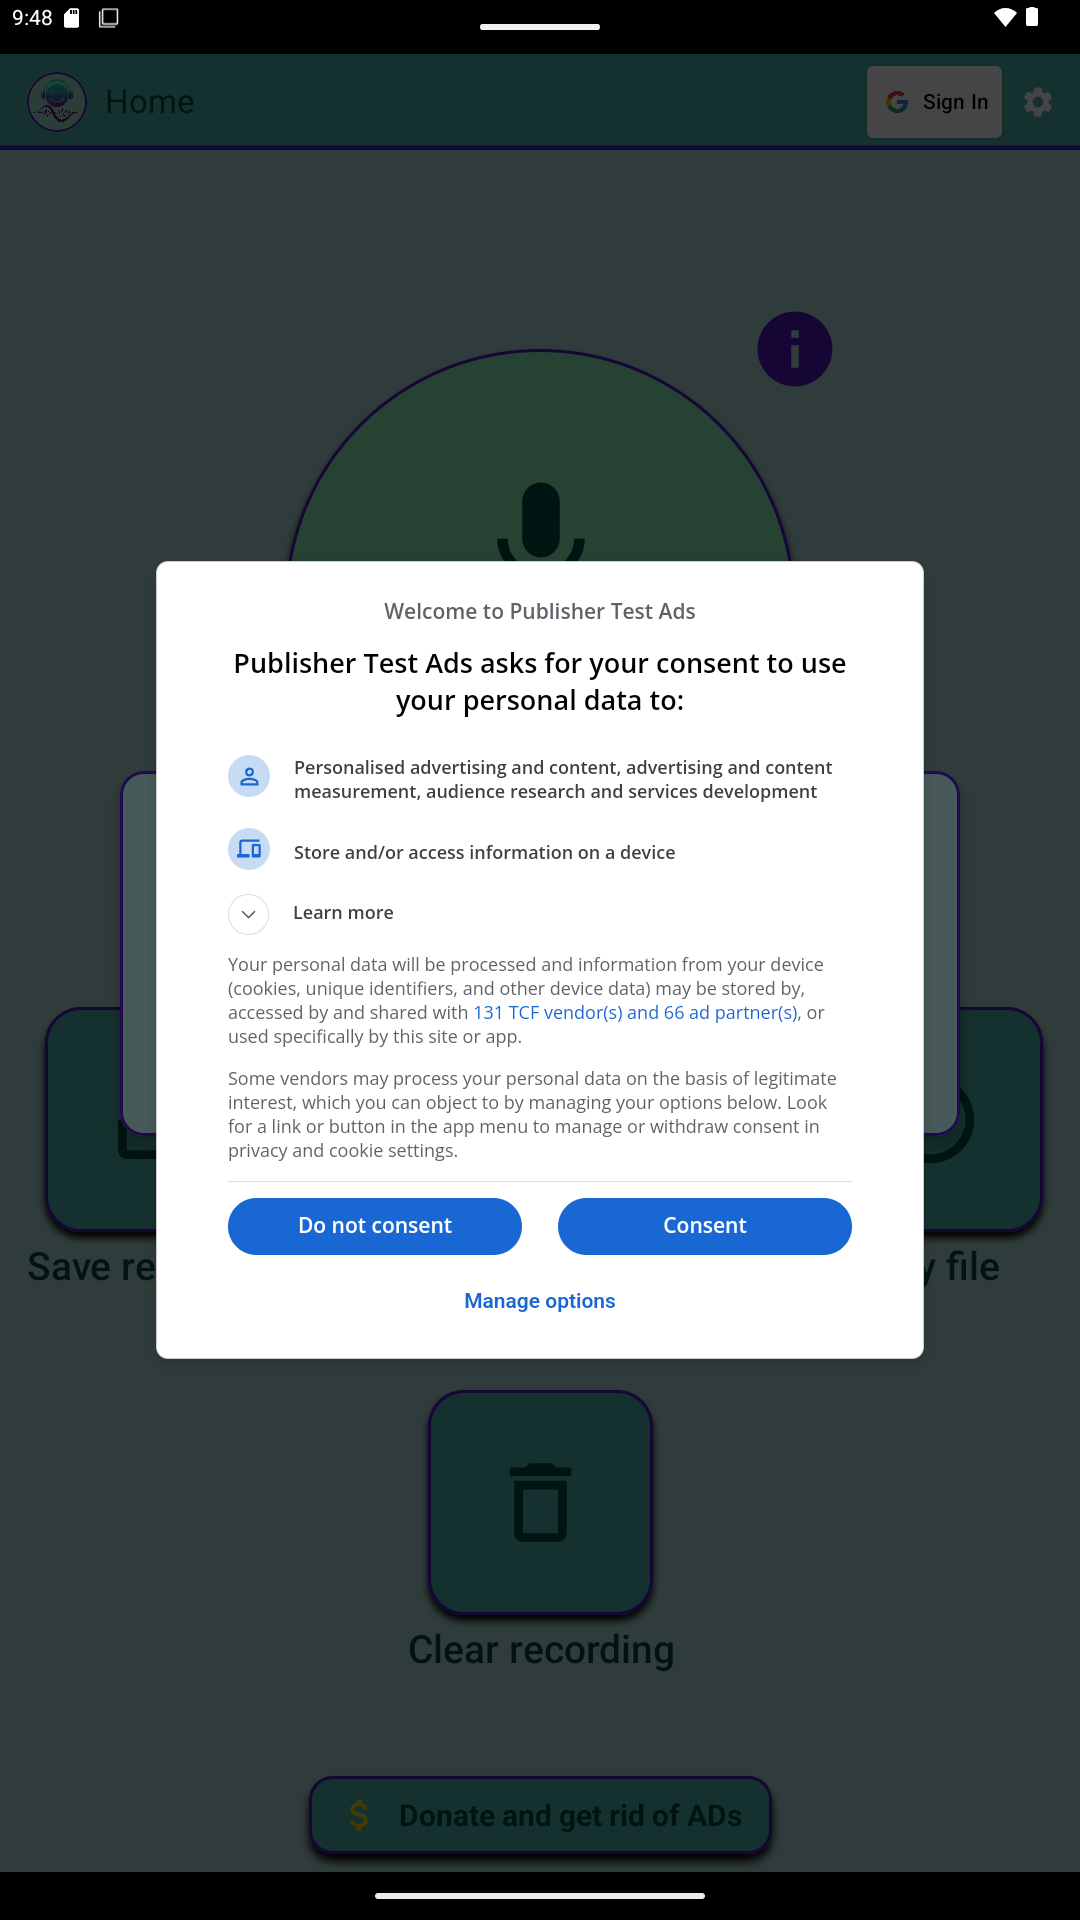 9:48
Home
Sign In
Welcome to Publisher Test Ads
Publisher Test Ads asks for your consent to use
your personal data to:
Personalised advertising and content, advertising and content
measurement, audience research and services development
Store and/or access information on a device
Learn more
Your personal data will be processed and information from your device
(cookies, unique identifiers, and other device data) may be stored by,
accessed by and shared with 131 TCF vendor(s) and 66 ad partner(s), or
used specifically by this site or app.
Some vendors may process your personal data on the basis of legitimate
interest, which you can object to by managing your options below. Look
for a link or button in the app menu to manage or withdraw consent in
privacy and cookie settings.
Do not consent
Consent
Save re
y file
Manage options
Clear recording
Donate and get rid of ADs